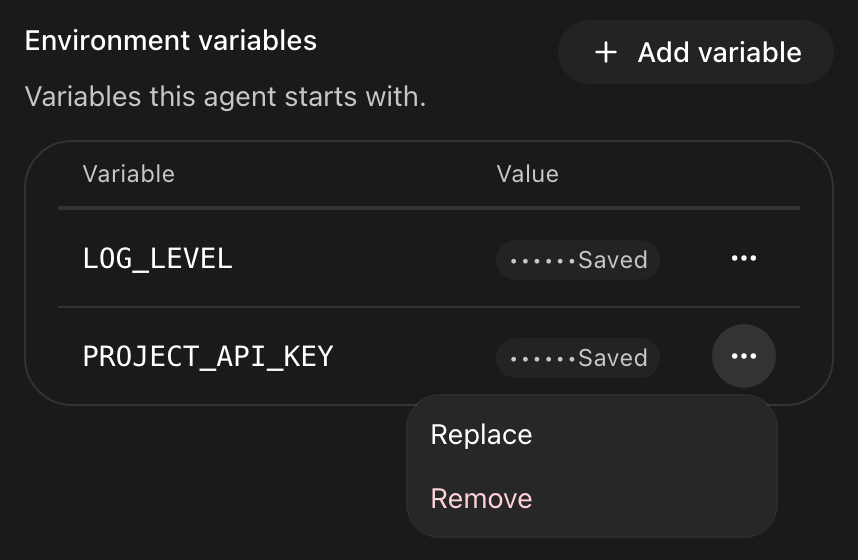 Environment variables
+ Add variable
Variables this agent starts with.
Variable Value
LOG_LEVEL ••••••Saved •••
PROJECT_API_KEY ••••••Saved •••
Replace
Remove